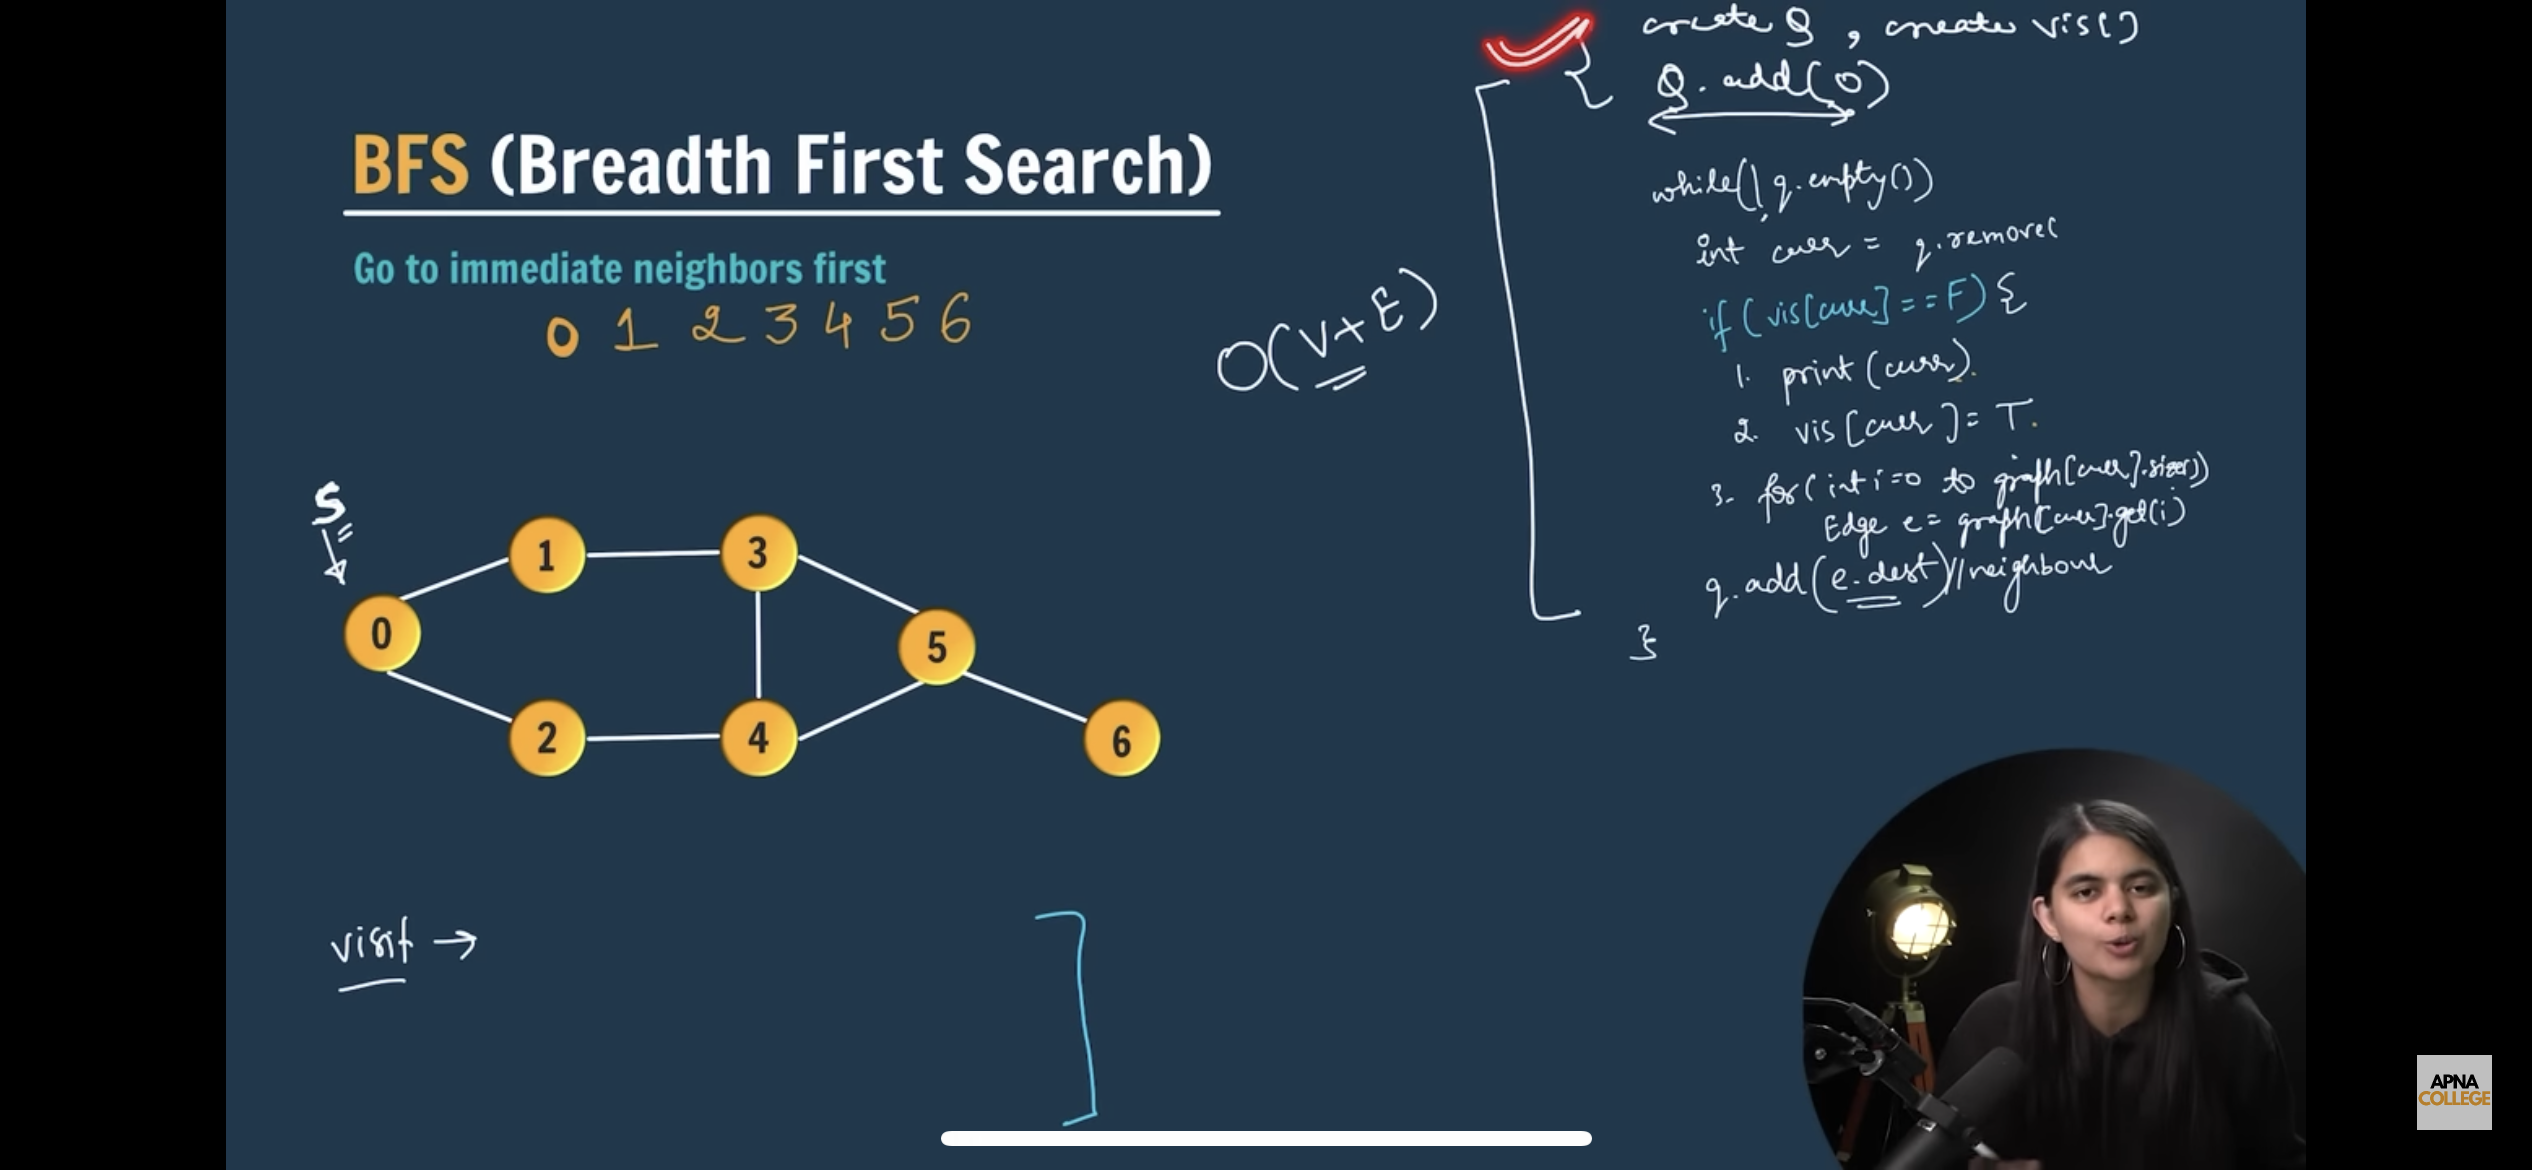 BFS (Breadth First Search)
Go to immediate neighbors first
0 1 2 3 4 5 6
S
0
1
3
5
2
4
6
visit →
O(V+E)
create Q, create vis[]
Q.add(0)
while(!q.empty())
int curr = q.remove(
if(vis[curr]==F){
1. print(curr).
2. vis[curr]=T.
3- for(int i=0 to graph[curr].size())
Edge e= graph[curr].get(i)
q.add(e.dest)//neighbour
}
APNA
COLLEGE